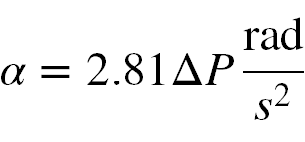 α = 2.81ΔP rad/s²